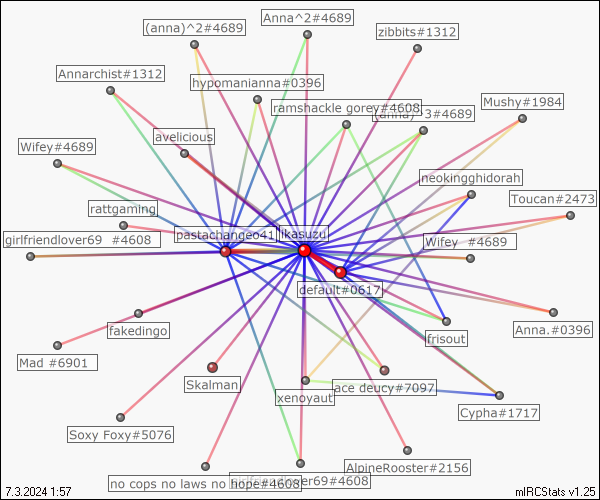 (anna)^2#4689
Anna^2#4689
zibbits#1312
Annarchist#1312
hypomanianna#0396
ramshackle gorey#4608
3#4689
Mushy#1984
avelicious
Wifey#4689
neokingghidorah
Toucan#2473
rattgaming
girlfriendlover69 #4608
pastachange041
likasuzu
Wifey #4689
default#0617
fakedingo
frisout
Anna.#0396
Mad #6901
Skalman
xenoyaut
ace deucy#7097
Cypha#1717
Soxy Foxy#5076
AlpineRooster#2156
no cops no laws no hope#4608
girlfriendlover69#4608
7.3.2024 1:57
mIRCStats v1.25